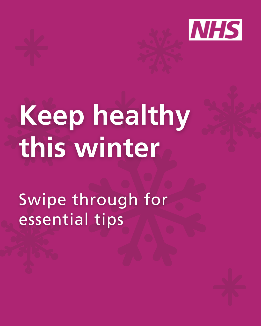 NHS
Keep healthy
this winter
Swipe through for
essential tips